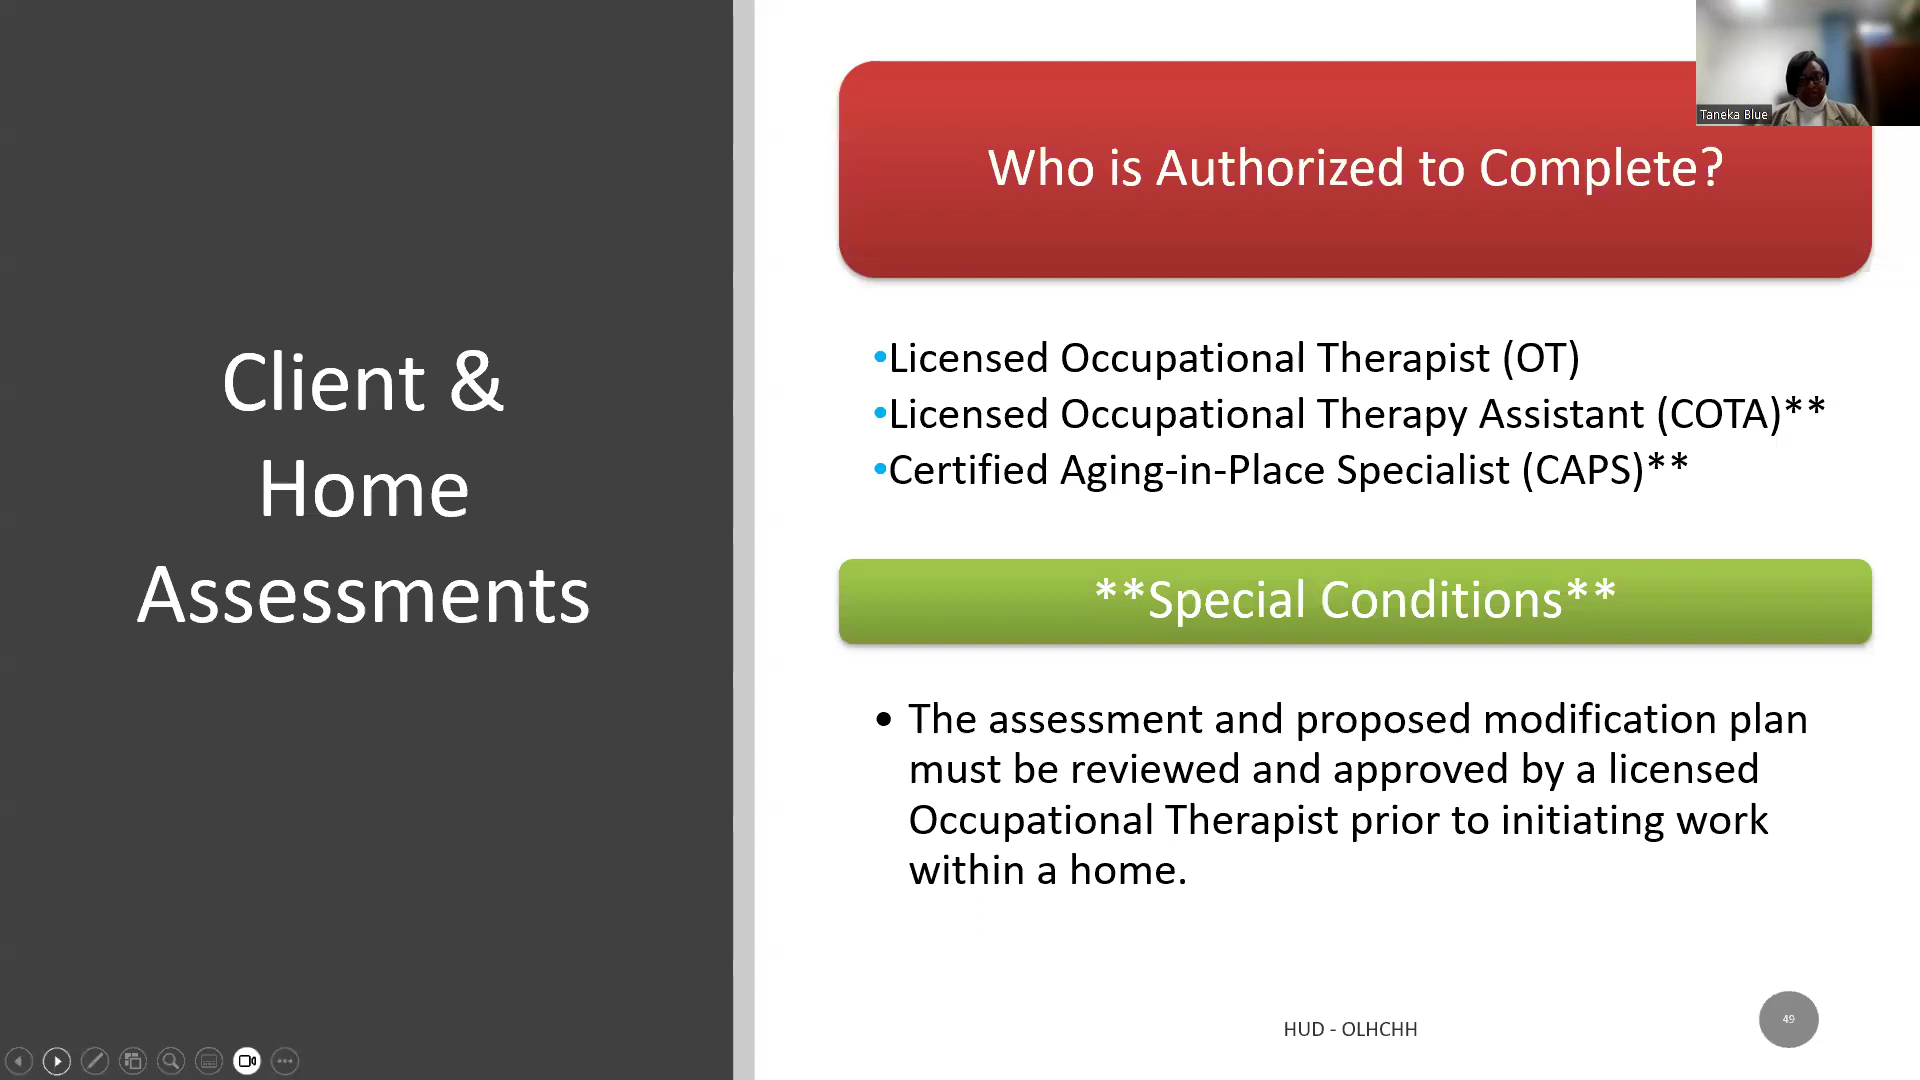 Client &
Home
Assessments
Taneka Blue
Who is Authorized to Complete?
•Licensed Occupational Therapist (OT)
•Licensed Occupational Therapy Assistant (COTA)**
•Certified Aging-in-Place Specialist (CAPS)**
**Special Conditions**
• The assessment and proposed modification plan
must be reviewed and approved by a licensed
Occupational Therapist prior to initiating work
within a home.
HUD - OLHCHH
49